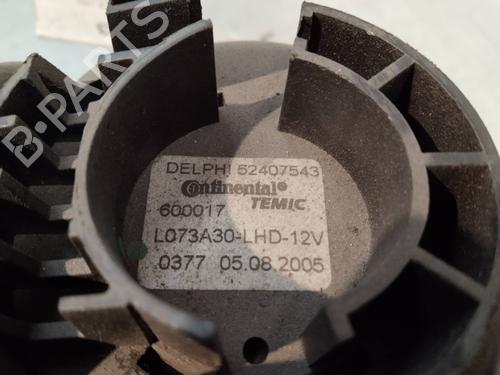 B-PARTS
DELPHI 52407543
Continental®
600017 TEMIC
L073A30-LHD-12V
0377 05.08.2005